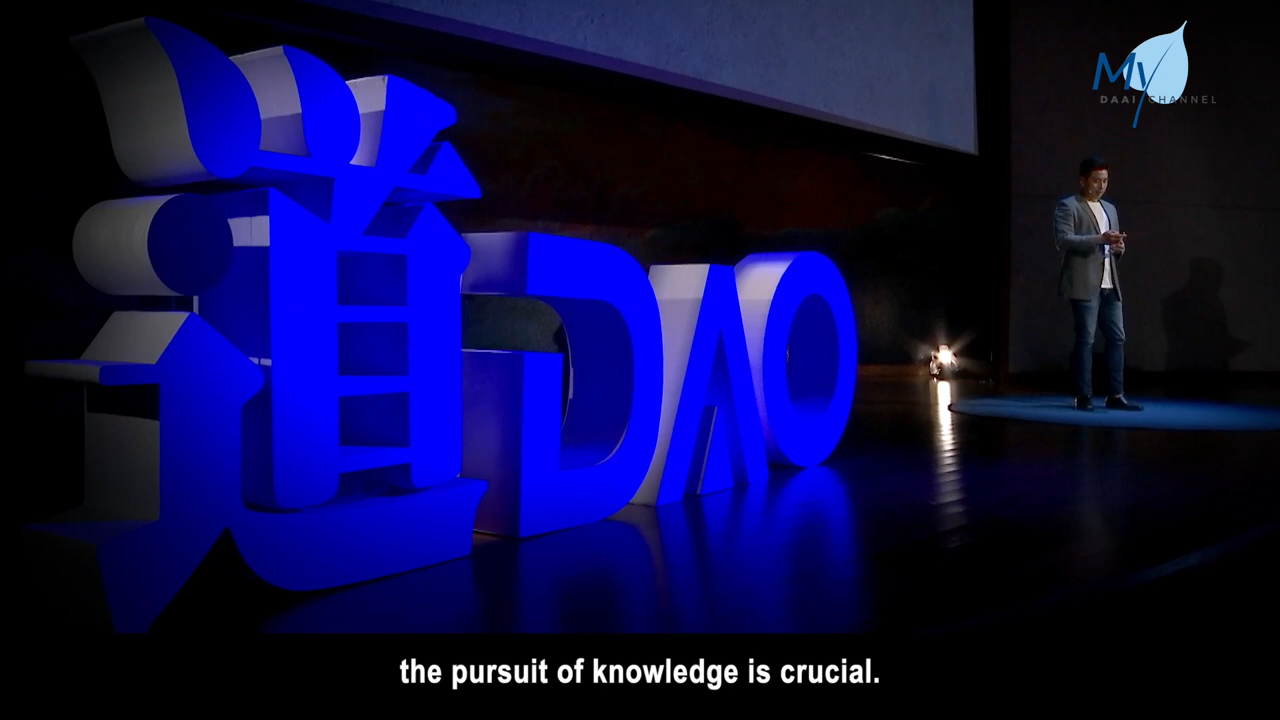 道DAO
My
DAAI CHANNEL
the pursuit of knowledge is crucial.